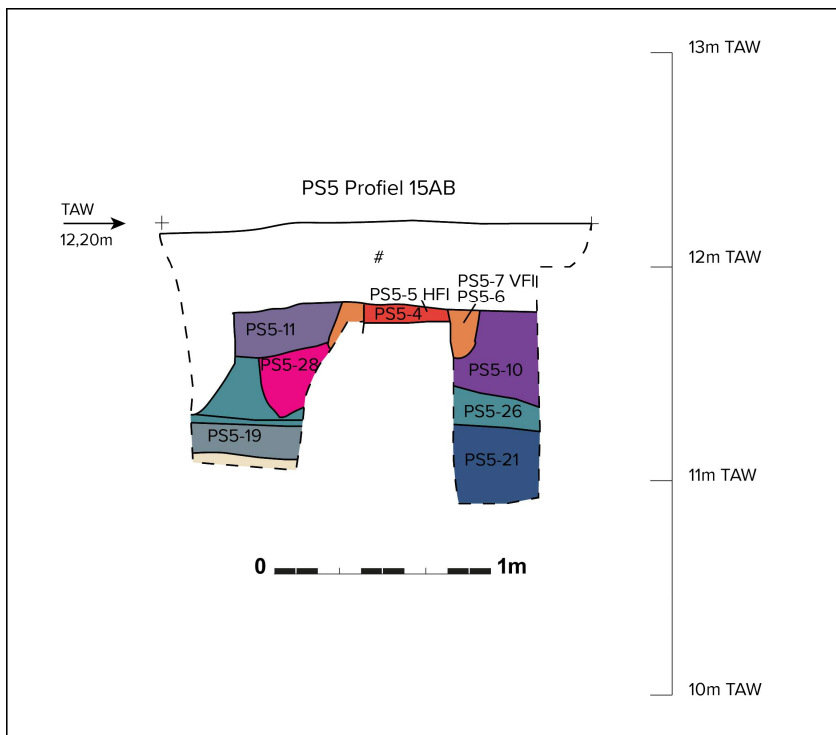 13m TAW
PS5 Profiel 15AB
TAW
12,20m
12m TAW
#
PS5-7 VFII
PS5-5 HFI
PS5-6
PS5-4
PS5-11
PS5-28
PS5-10
PS5-26
PS5-19
PS5-21
11m TAW
0
1m
10m TAW